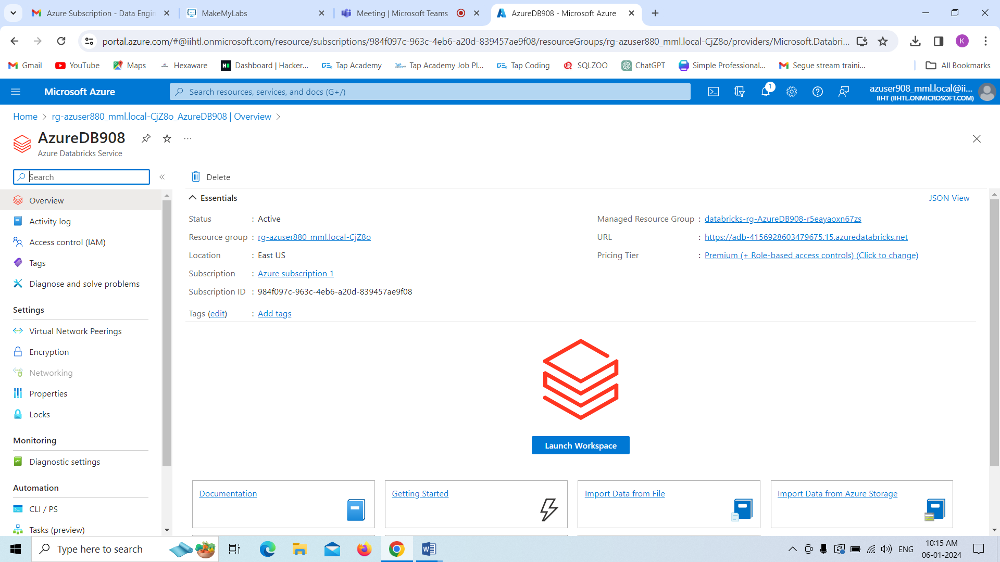 Azure Subscription - Data Engin
MakeMyLabs
Meeting | Microsoft Teams
AzureDB908 - Microsoft Azure
portal.azure.com/#@iihtl.onmicrosoft.com/resource/subscriptions/984f097c-963c-4eb6-a20d-839457ae9f08/resourceGroups/rg-azuser880_mml.local-CjZ8o/providers/Microsoft.Databri...
K
Gmail
YouTube
Maps
Hexaware
Dashboard | Hacker...
Tap Academy
Tap Academy Job Pl...
Tap Coding
SQLZOO
ChatGPT
Simple Professional...
Segue stream traini...
All Bookmarks
Microsoft Azure
Search resources, services, and docs (G+/)
1
azuser908_mml.local@ii...
IIHT (IIHTL.ONMICROSOFT.COM)
Home > rg-azuser880_mml.local-CjZ8o_AzureDB908 | Overview >
AzureDB908
Azure Databricks Service
Search
Delete
Overview
Activity log
Access control (IAM)
Tags
Diagnose and solve problems
Settings
Virtual Network Peerings
Encryption
Networking
Properties
Locks
Monitoring
Diagnostic settings
Automation
CLI / PS
Tasks (preview)
Essentials
JSON View
Status : Active
Resource group : rg-azuser880_mml.local-CjZ8o
Location : East US
Subscription : Azure subscription 1
Subscription ID : 984f097c-963c-4eb6-a20d-839457ae9f08
Tags (edit) : Add tags
Managed Resource Group : databricks-rg-AzureDB908-r5eayaoxn67zs
URL : https://adb-4156928603479675.15.azuredatabricks.net
Pricing Tier : Premium (+ Role-based access controls) (Click to change)
Launch Workspace
Documentation
Getting Started
Import Data from File
Import Data from Azure Storage
Type here to search
ENG
10:15 AM
06-01-2024